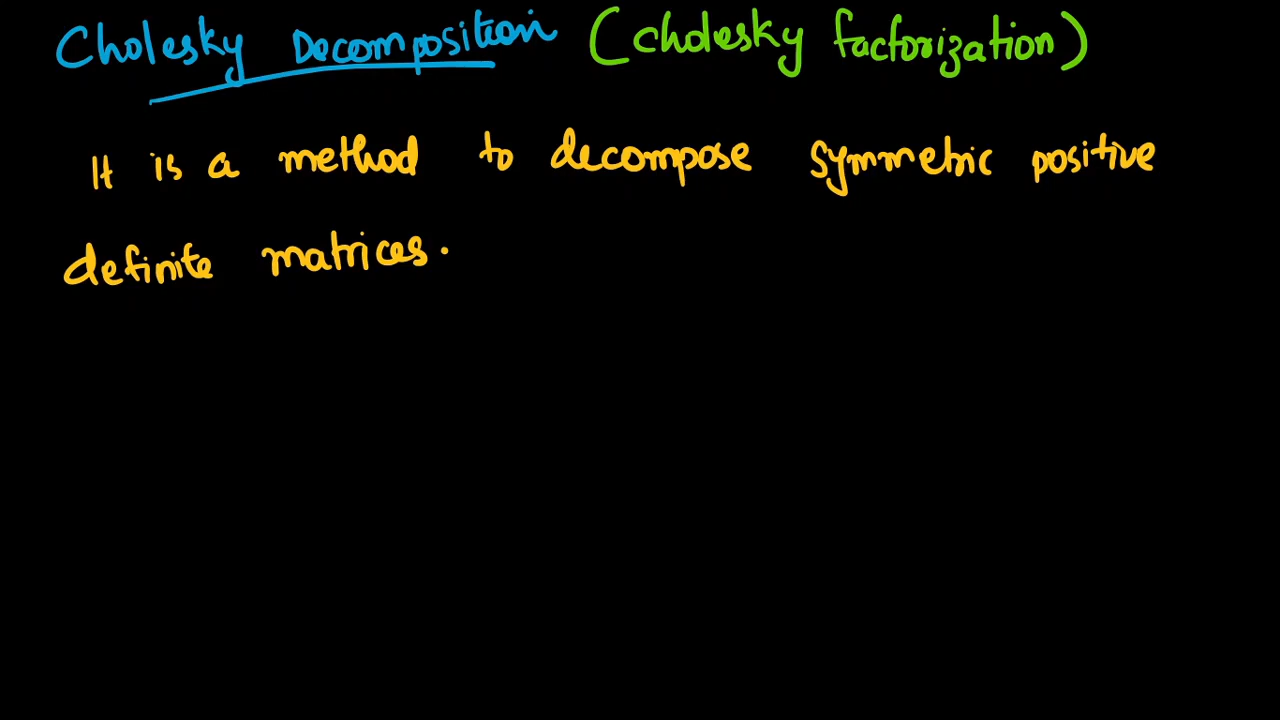 Cholesky Decomposition (cholesky factorization)
It is a method to decompose symmetric positive
definite matrices.